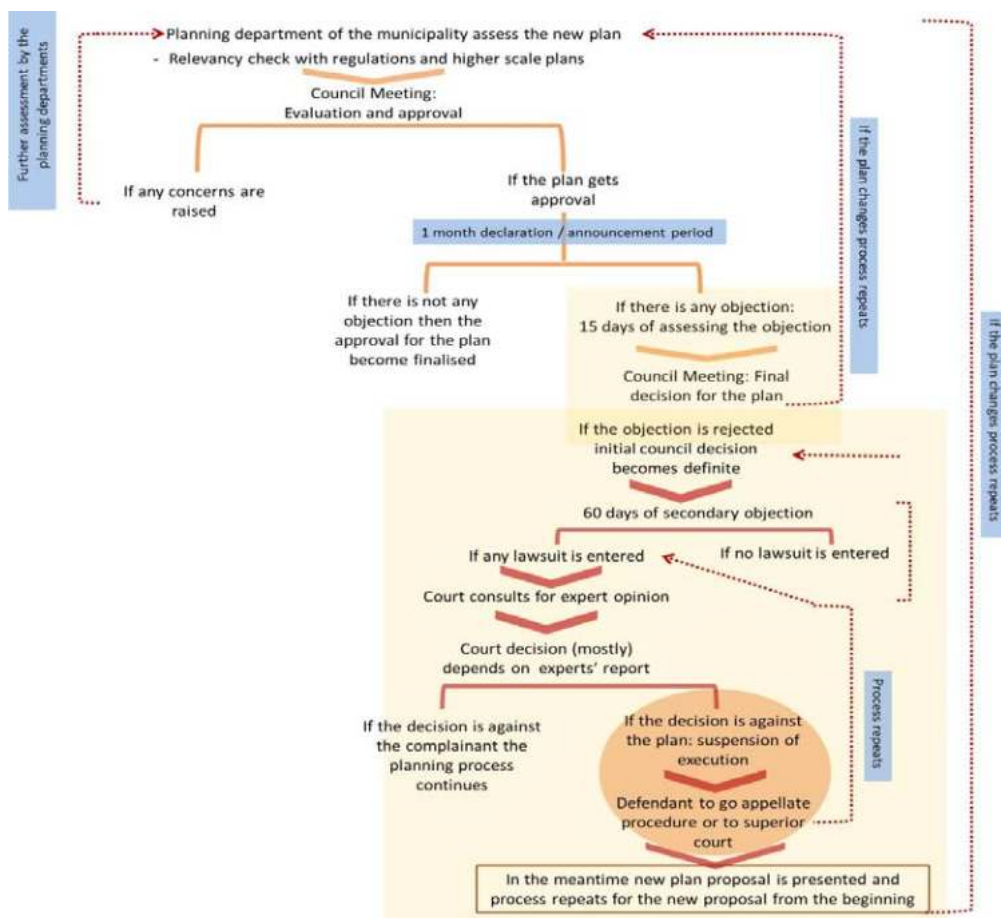 Further assessment by the
planning departments
Planning department of the municipality assess the new plan
- Relevancy check with regulations and higher scale plans
Council Meeting:
Evaluation and approval
If any concerns are
raised
If the plan gets
approval
1 month declaration / announcement period
If the plan changes process repeats
If there is not any
objection then the
approval for the plan
become finalised
If there is any objection:
15 days of assessing the objection
Council Meeting: Final
decision for the plan
If the plan changes process repeats
If the objection is rejected
initial council decision
becomes definite
60 days of secondary objection
If any lawsuit is entered
If no lawsuit is entered
Court consults for expert opinion
Court decision (mostly)
depends on experts' report
Process repeats
If the decision is against
the complainant the
planning process
continues
If the decision is against
the plan: suspension of
execution
Defendant to go appellate
procedure or to superior
court
In the meantime new plan proposal is presented and
process repeats for the new proposal from the beginning